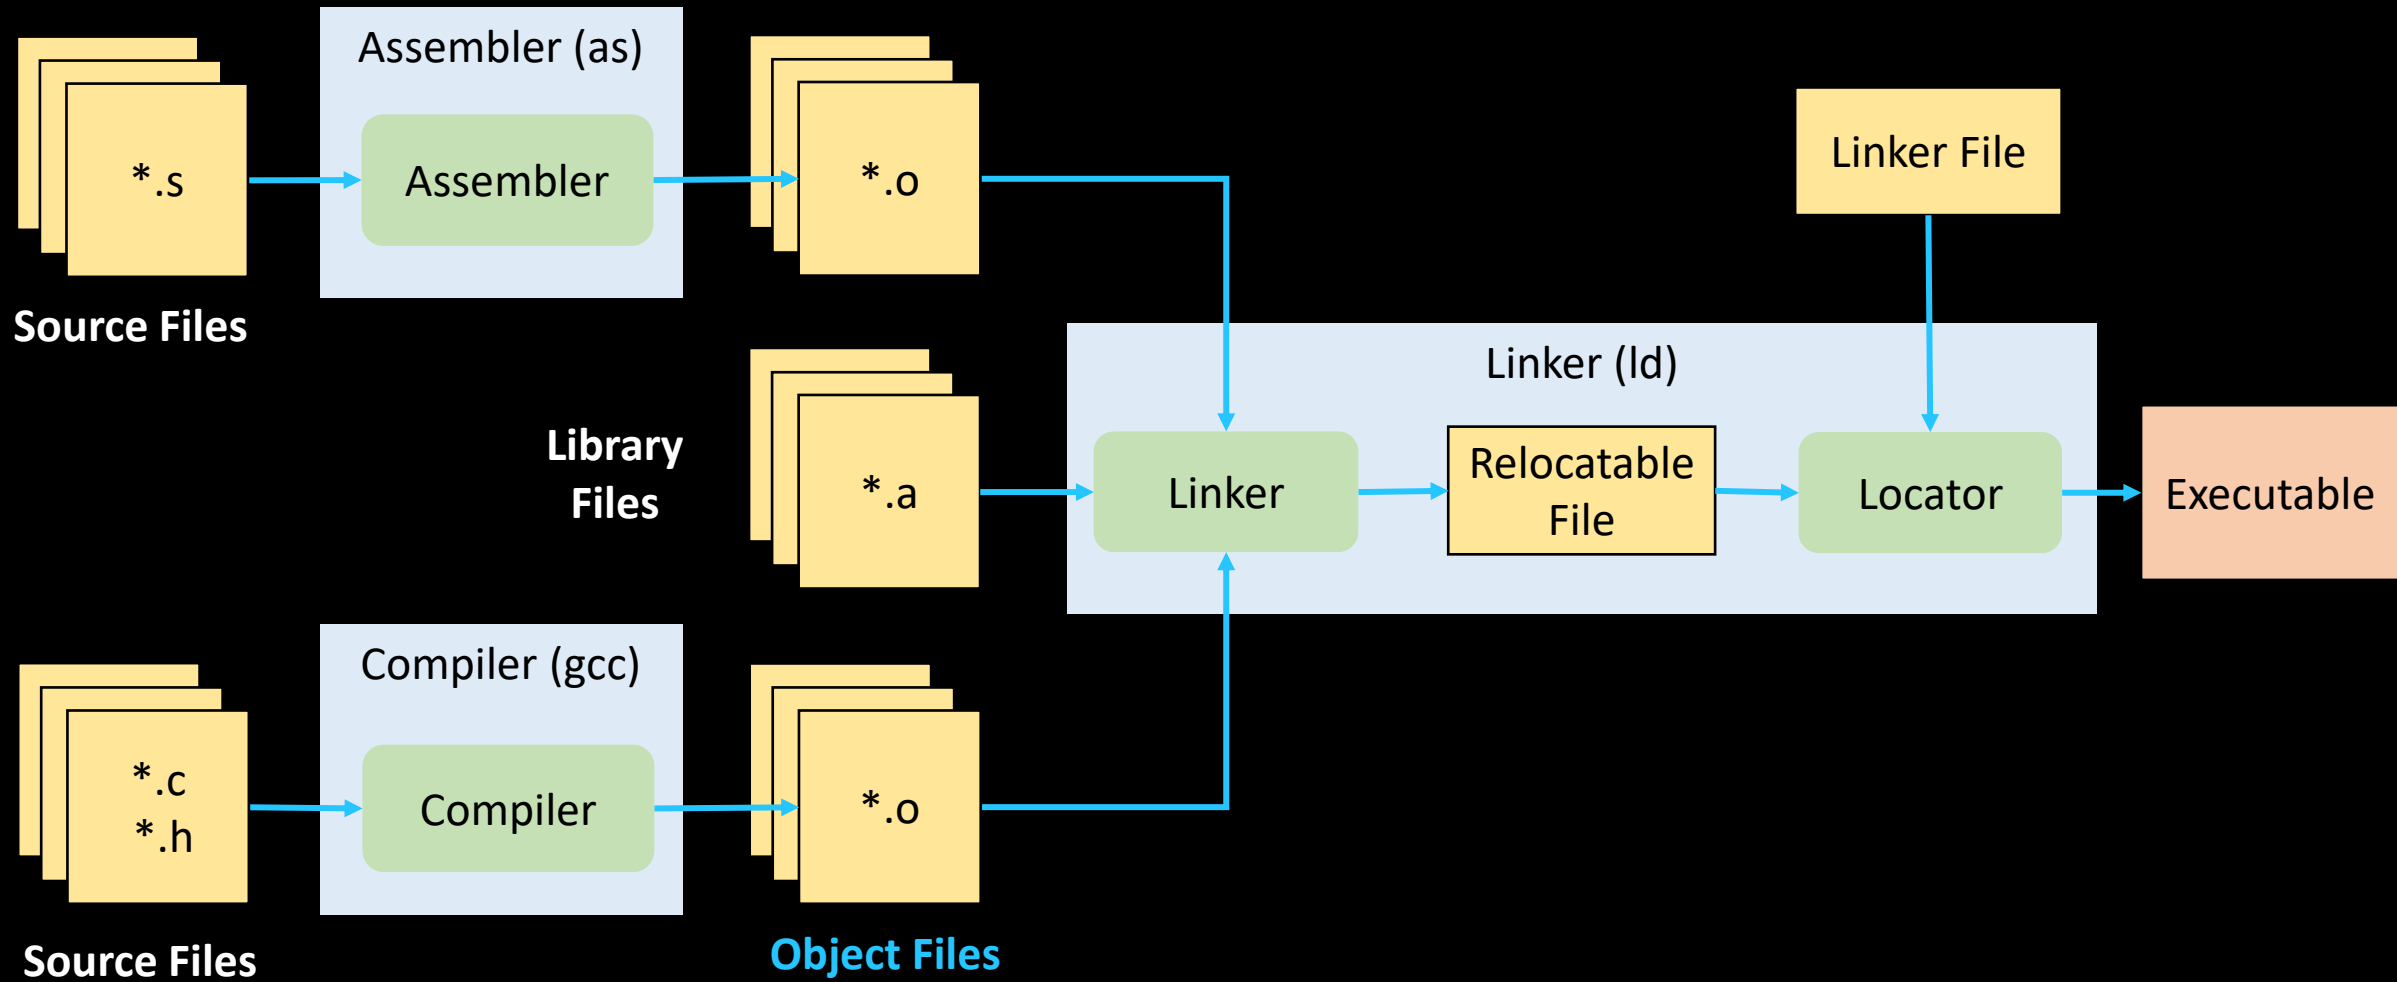 Assembler (as)
*.s
Assembler
*.o
Source Files
Linker File
Library
Files
*.a
Linker (ld)
Linker
Relocatable
File
Locator
Executable
Compiler (gcc)
*.c
*.h
Compiler
*.o
Source Files
Object Files